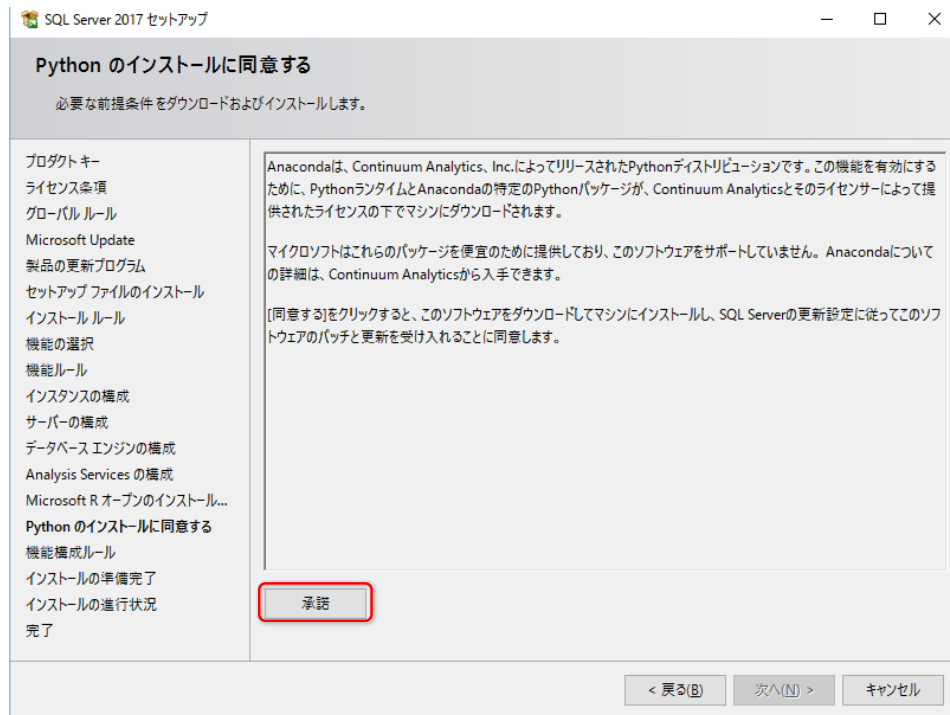 SQL Server 2017 セットアップ
Python のインストールに同意する
必要な前提条件をダウンロードおよびインストールします。
プロダクト キー
ライセンス条項
グローバル ルール
Microsoft Update
製品の更新プログラム
セットアップ ファイルのインストール
インストール ルール
機能の選択
機能ルール
インスタンスの構成
サーバーの構成
データベース エンジンの構成
Analysis Services の構成
Microsoft R オープンのインストール...
Python のインストールに同意する
機能構成ルール
インストールの準備完了
インストールの進行状況
完了
Anacondaは、Continuum Analytics、Inc.によってリリースされたPythonディストリビューションです。この機能を有効にする
ために、PythonランタイムとAnacondaの特定のPythonパッケージが、Continuum Analyticsとそのライセンサーによって提
供されたライセンスの下でマシンにダウンロードされます。
マイクロソフトはこれらのパッケージを便宜のために提供しており、このソフトウェアをサポートしていません。Anacondaについて
の詳細は、Continuum Analyticsから入手できます。
[同意する]をクリックすると、このソフトウェアをダウンロードしてマシンにインストールし、SQL Serverの更新設定に従ってこのソフ
トウェアのパッチと更新を受け入れることに同意します。
承諾
< 戻る(B)
次へ(N) >
キャンセル